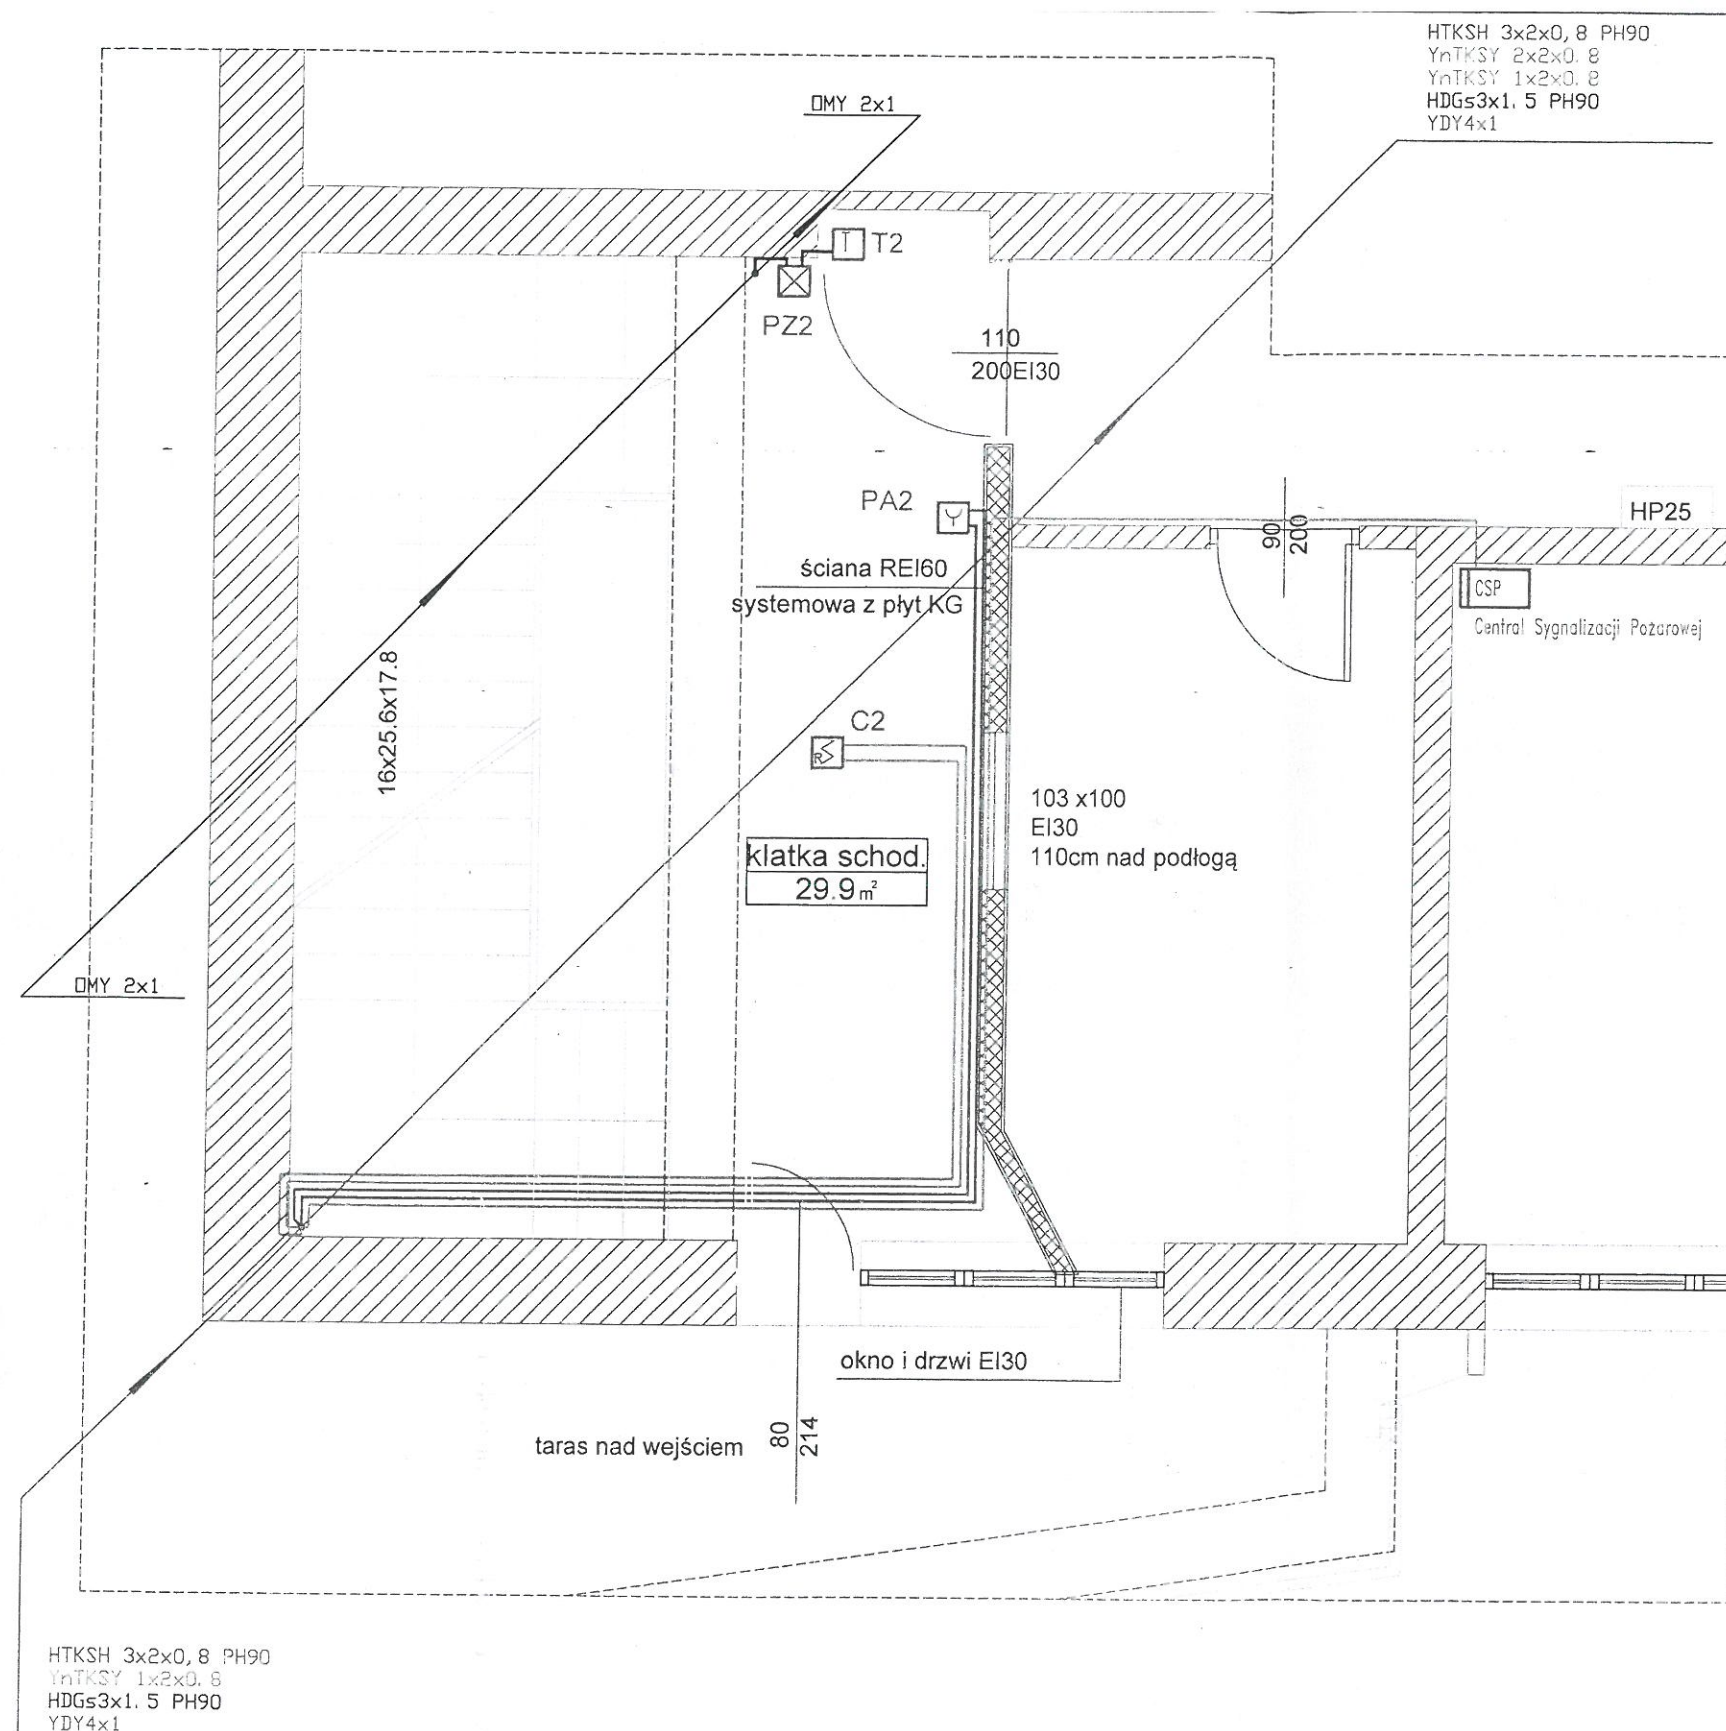 HTKSH 3x2x0,8 PH90
YnTKSY 2x2x0.8
YnTKSY 1x2x0.8
HDGs3x1.5 PH90
YDY4x1
OMY 2x1
T T2
PZ2
110
200EI30
PA2
HP25
90
200
ściana REI60
systemowa z płyt KG
CSP
Central Sygnalizacji Pożarowej
16x25.6x17.8
C2
R
103 x100
EI30
110cm nad podłogą
klatka schod.
29.9 m²
OMY 2x1
okno i drzwi EI30
taras nad wejściem
80
214
HTKSH 3x2x0,8 PH90
YnTKSY 1x2x0.8
HDGs3x1.5 PH90
YDY4x1